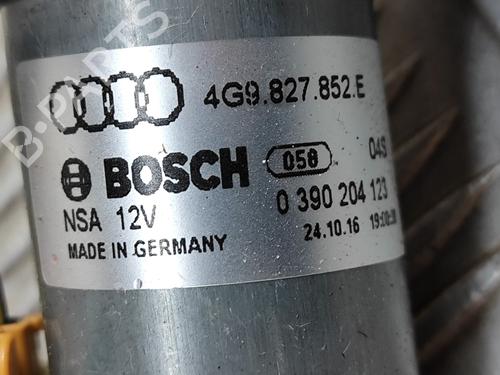 4G9.827.852.E
BOSCH 058 04S
NSA 12V 0 390 204 123
MADE IN GERMANY 24.10.16
B-PARTS